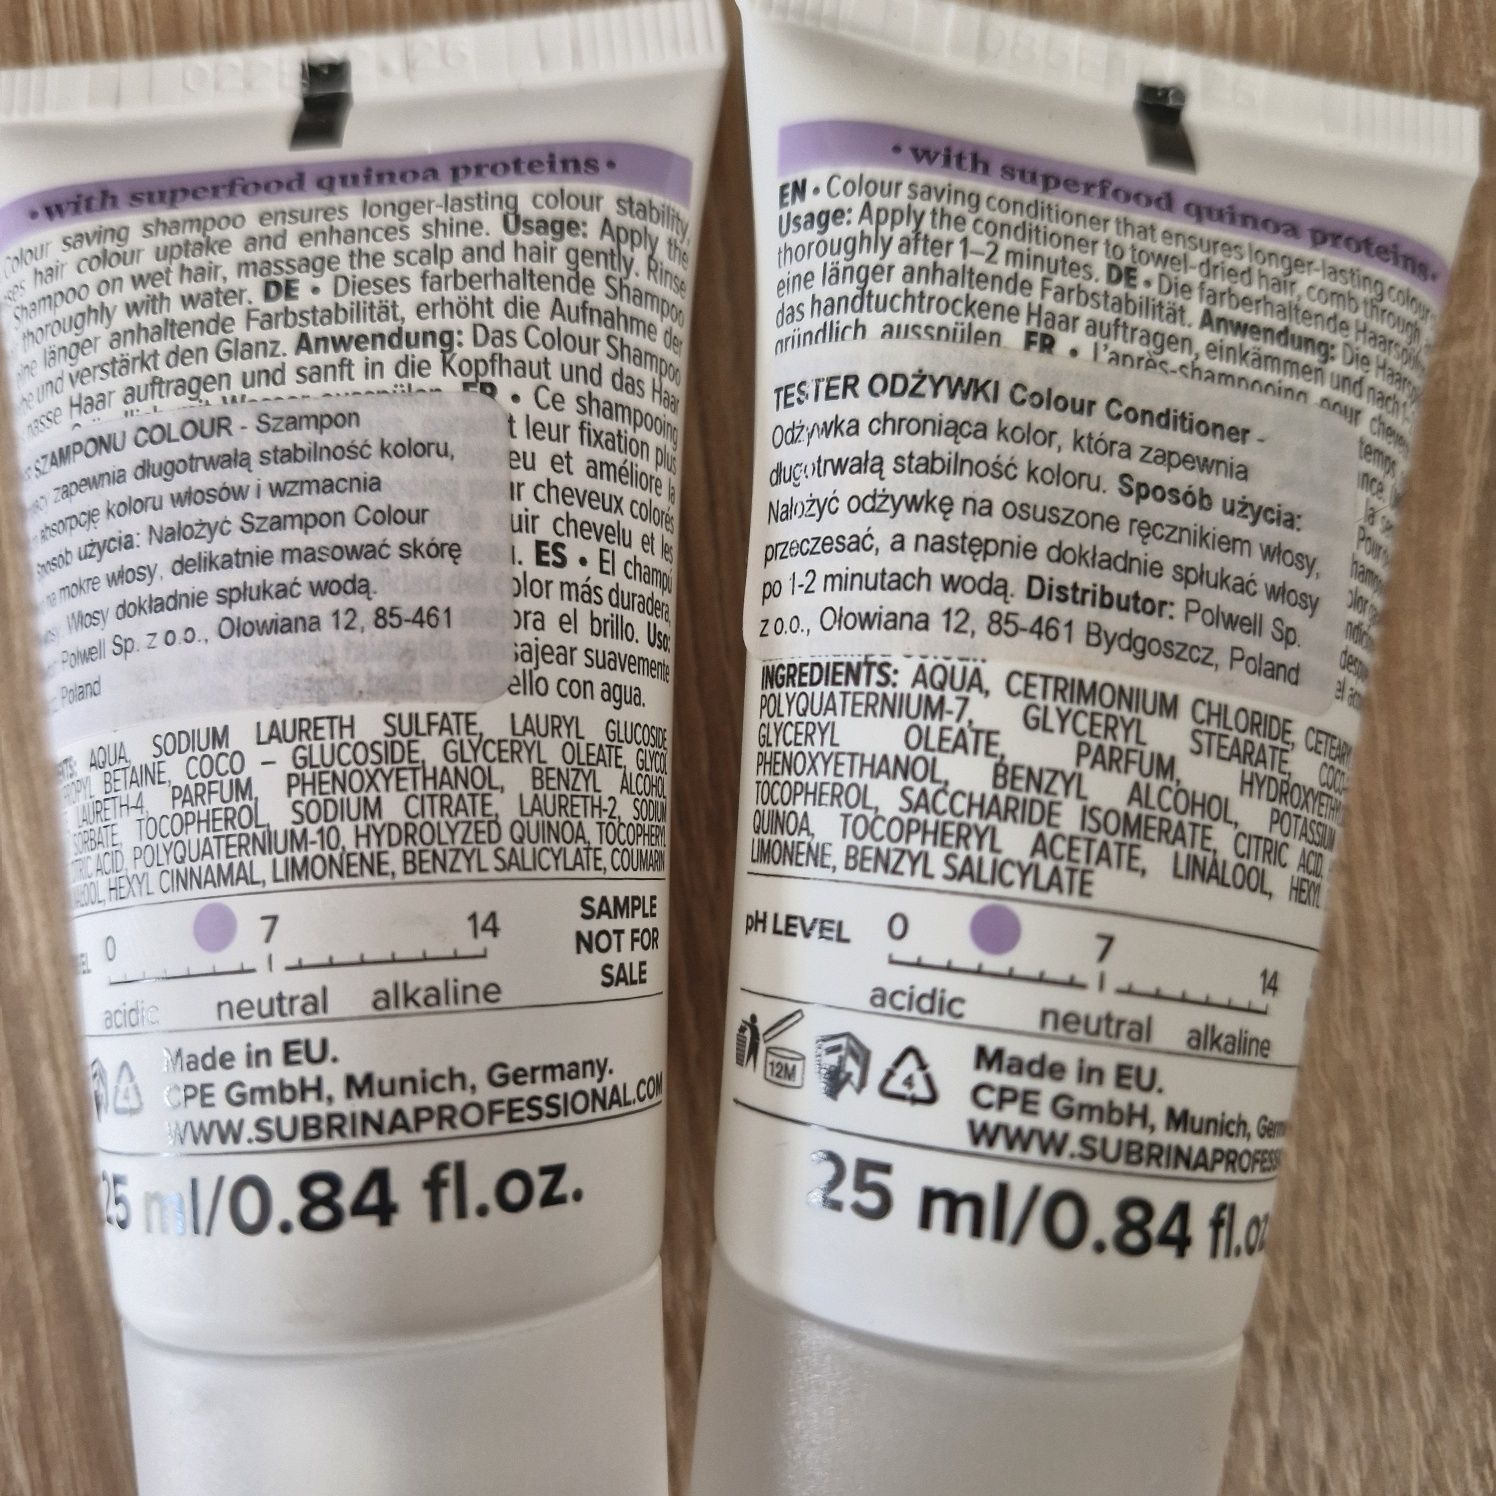 •with superfood quinoa proteins•
colour saving shampoo ensures longer-lasting colour stability,
hair colour uptake and enhances shine. Usage: Apply the
shampoo on wet hair, massage the scalp and hair gently. Rinse
thoroughly with water. DE • Dieses farberhaltende Shampoo
länger anhaltende Farbstabilität, erhöht die Aufnahme der
und verstärkt den Glanz. Anwendung: Das Colour Shampoo
nasse Haar auftragen und sanft in die Kopfhaut und das Haar
FR • Ce shampooing
SZAMPONU COLOUR - Szampon
zapewnia długotrwałą stabilność koloru,
absorpcję koloru włosów i wzmacnia
użycia: Nałożyć Szampon Colour
na mokre włosy, delikatnie masować skórę
Włosy dokładnie spłukać wodą.
Polwell Sp. z o.o., Ołowiana 12, 85-461
Poland
leur fixation plus
et améliore la
cheveux colorés
chevelu et les
ES • El champú
más duradera,
el brillo. Uso:
suavemente
con agua.
AQUA, SODIUM LAURETH SULFATE, LAURYL GLUCOSIDE,
BETAINE, COCO – GLUCOSIDE, GLYCERYL OLEATE, GLYCOL
LAURETH-4, PARFUM, PHENOXYETHANOL, BENZYL ALCOHOL,
TOCOPHEROL, SODIUM CITRATE, LAURETH-2, SODIUM
ACID, POLYQUATERNIUM-10, HYDROLYZED QUINOA, TOCOPHERYL
HEXYL CINNAMAL, LIMONENE, BENZYL SALICYLATE, COUMARIN
0 7 14
acidic neutral alkaline
SAMPLE
NOT FOR
SALE
4
Made in EU.
CPE GmbH, Munich, Germany.
WWW.SUBRINAPROFESSIONAL.COM
25 ml/0.84 fl.oz.
•with superfood quinoa proteins•
EN • Colour saving conditioner that ensures longer-lasting colour
Usage: Apply the conditioner to towel-dried hair, comb through,
thoroughly after 1–2 minutes. DE • Die farberhaltende Haarspülung
eine länger anhaltende Farbstabilität. Anwendung: Die
das handtuchtrockene Haar auftragen, einkämmen und nach
gründlich ausspülen. FR • L'après-shampooing pour
TESTER ODŻYWKI Colour Conditioner -
Odżywka chroniąca kolor, która zapewnia
długotrwałą stabilność koloru. Sposób użycia:
Nałożyć odżywkę na osuszone ręcznikiem włosy,
przeczesać, a następnie dokładnie spłukać włosy
po 1-2 minutach wodą. Distributor: Polwell Sp.
z o.o., Ołowiana 12, 85-461 Bydgoszcz, Poland
INGREDIENTS: AQUA, CETRIMONIUM CHLORIDE,
POLYQUATERNIUM-7, GLYCERYL STEARATE,
GLYCERYL OLEATE, PARFUM,
PHENOXYETHANOL, BENZYL ALCOHOL, POTASSIUM
TOCOPHEROL, SACCHARIDE ISOMERATE, CITRIC ACID,
QUINOA, TOCOPHERYL ACETATE, LINALOOL, HEXYL
LIMONENE, BENZYL SALICYLATE
pH LEVEL 0 7 14
acidic neutral alkaline
12M
4
Made in EU.
CPE GmbH, Munich,
WWW.SUBRINAPROFESS
25 ml/0.84 fl.oz